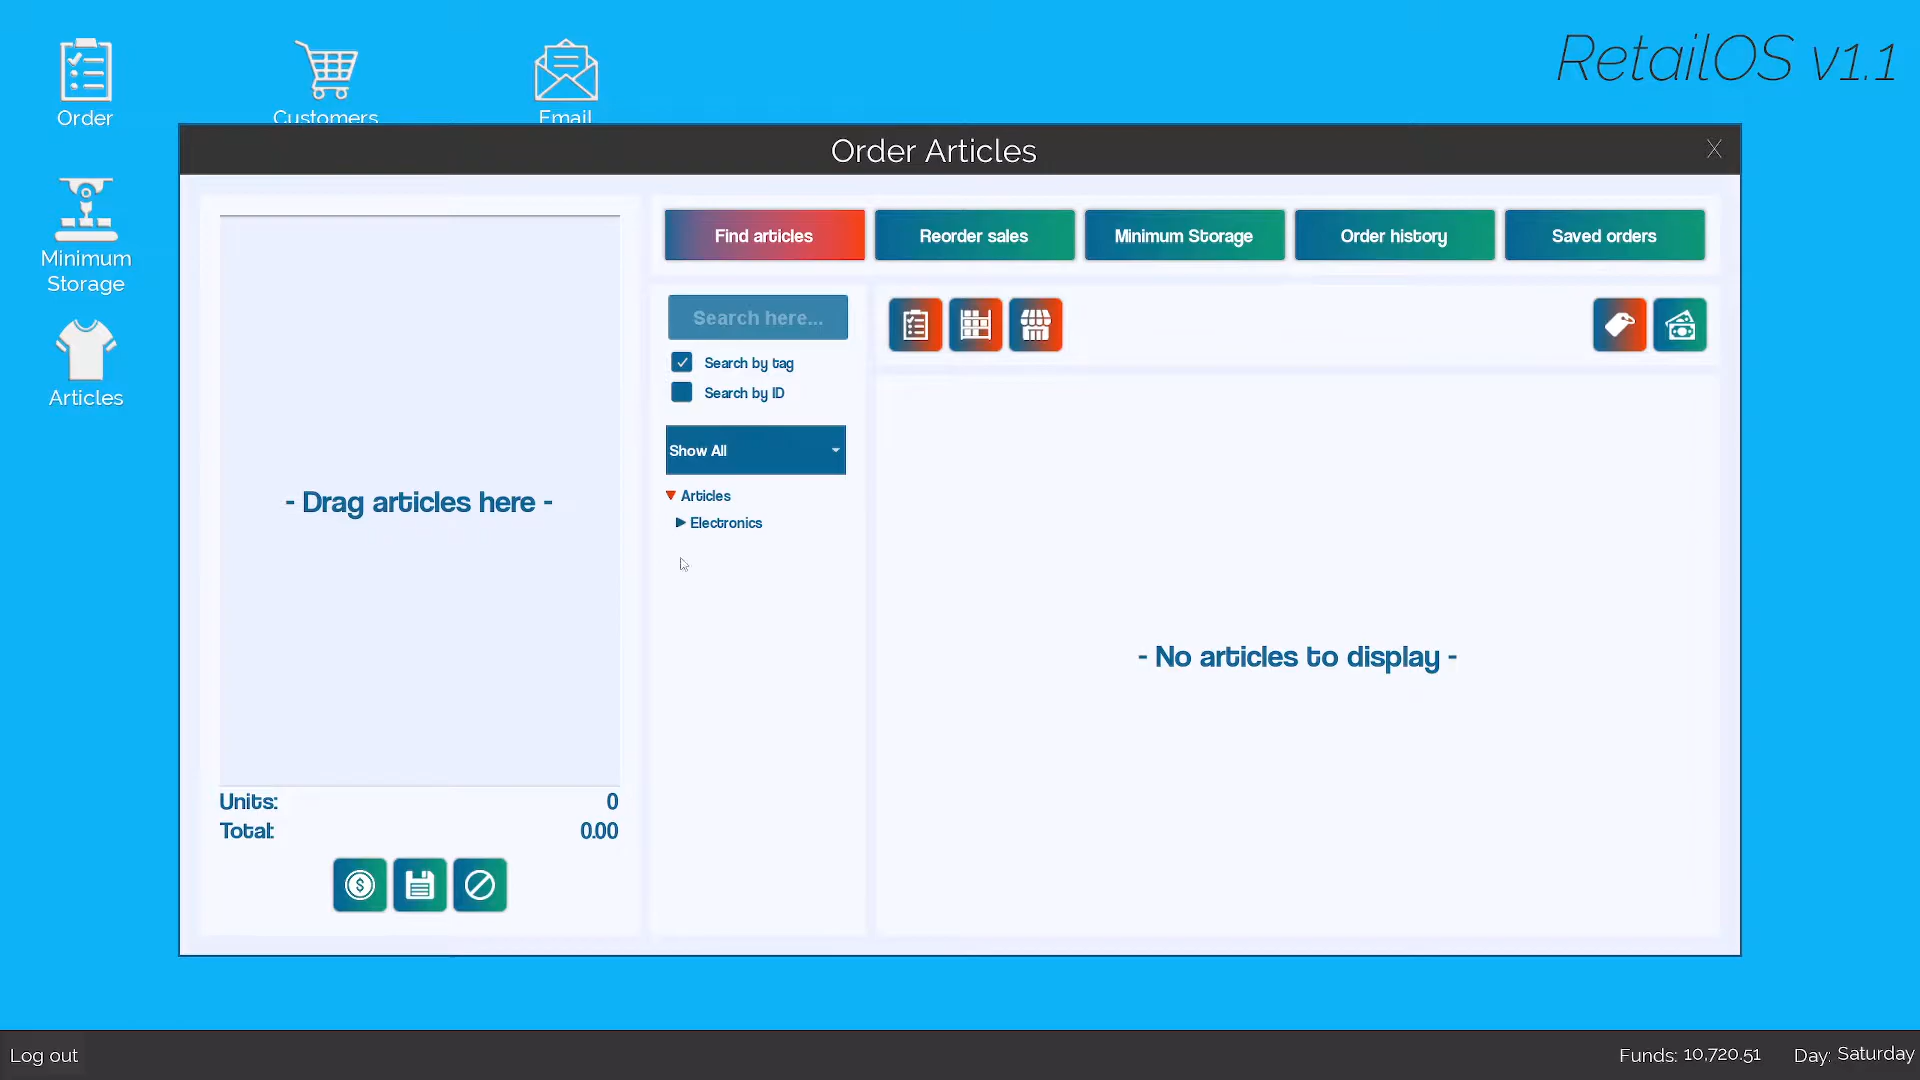 RetailOS v1.1
Order
Customers
Email
Minimum
Storage
Articles
Order Articles
X
Find articles
Reorder sales
Minimum Storage
Order history
Saved orders
Search here...
Search by tag
Search by ID
Show All
Articles
Electronics
- Drag articles here -
- No articles to display -
Units: 0
Total: 0.00
Log out
Funds: 10,720.51
Day: Saturday